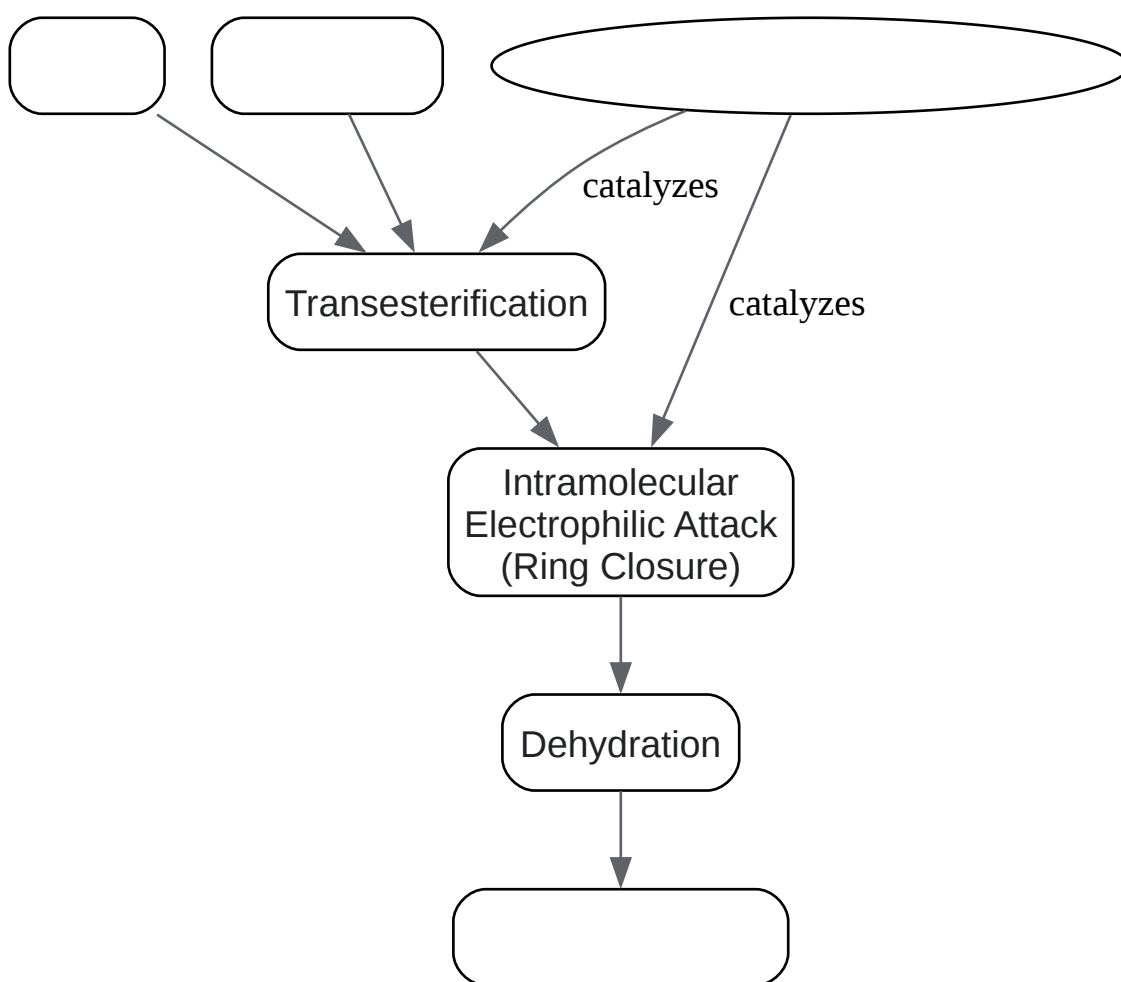 catalyzes
Transesterification
catalyzes
Intramolecular
Electrophilic Attack
(Ring Closure)
Dehydration